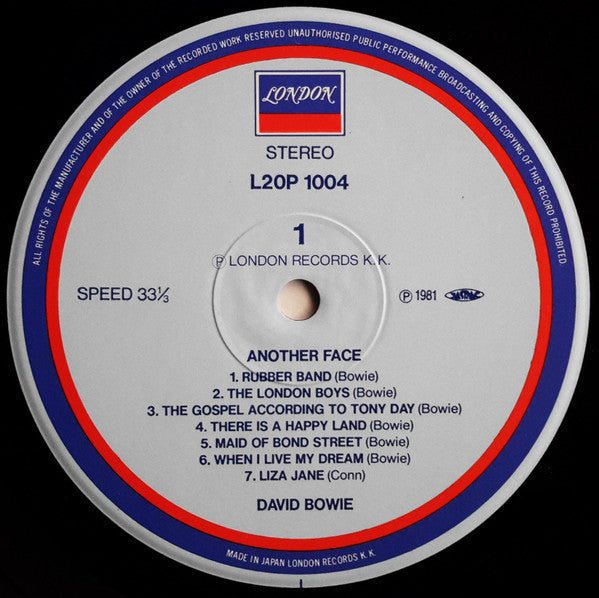 ALL RIGHTS OF THE MANUFACTURER AND OF THE OWNER OF THE RECORDED WORK RESERVED UNAUTHORISED PUBLIC PERFORMANCE BROADCASTING AND COPYING OF THIS RECORD PROHIBITED.
LONDON
STEREO
L20P 1004
1
Ⓟ LONDON RECORDS K.K.
SPEED 33⅓
Ⓟ 1981
ANOTHER FACE
1. RUBBER BAND (Bowie)
2. THE LONDON BOYS (Bowie)
3. THE GOSPEL ACCORDING TO TONY DAY (Bowie)
4. THERE IS A HAPPY LAND (Bowie)
5. MAID OF BOND STREET (Bowie)
6. WHEN I LIVE MY DREAM (Bowie)
7. LIZA JANE (Conn)
DAVID BOWIE
MADE IN JAPAN LONDON RECORDS K.K.